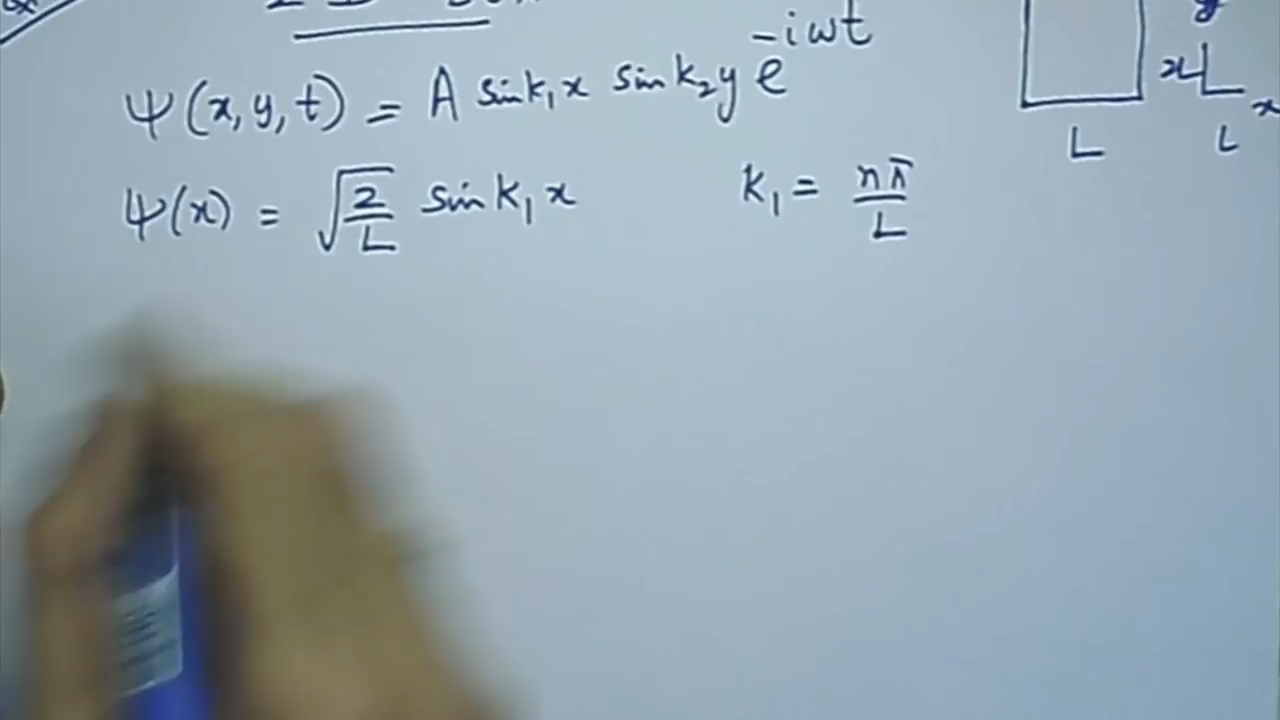 ψ(x, y, t) = A sin k₁x sin k₂y e^{-iωt}
ψ(x) = √(2/L) sin k₁x k₁ = nπ/L
y
x
L L